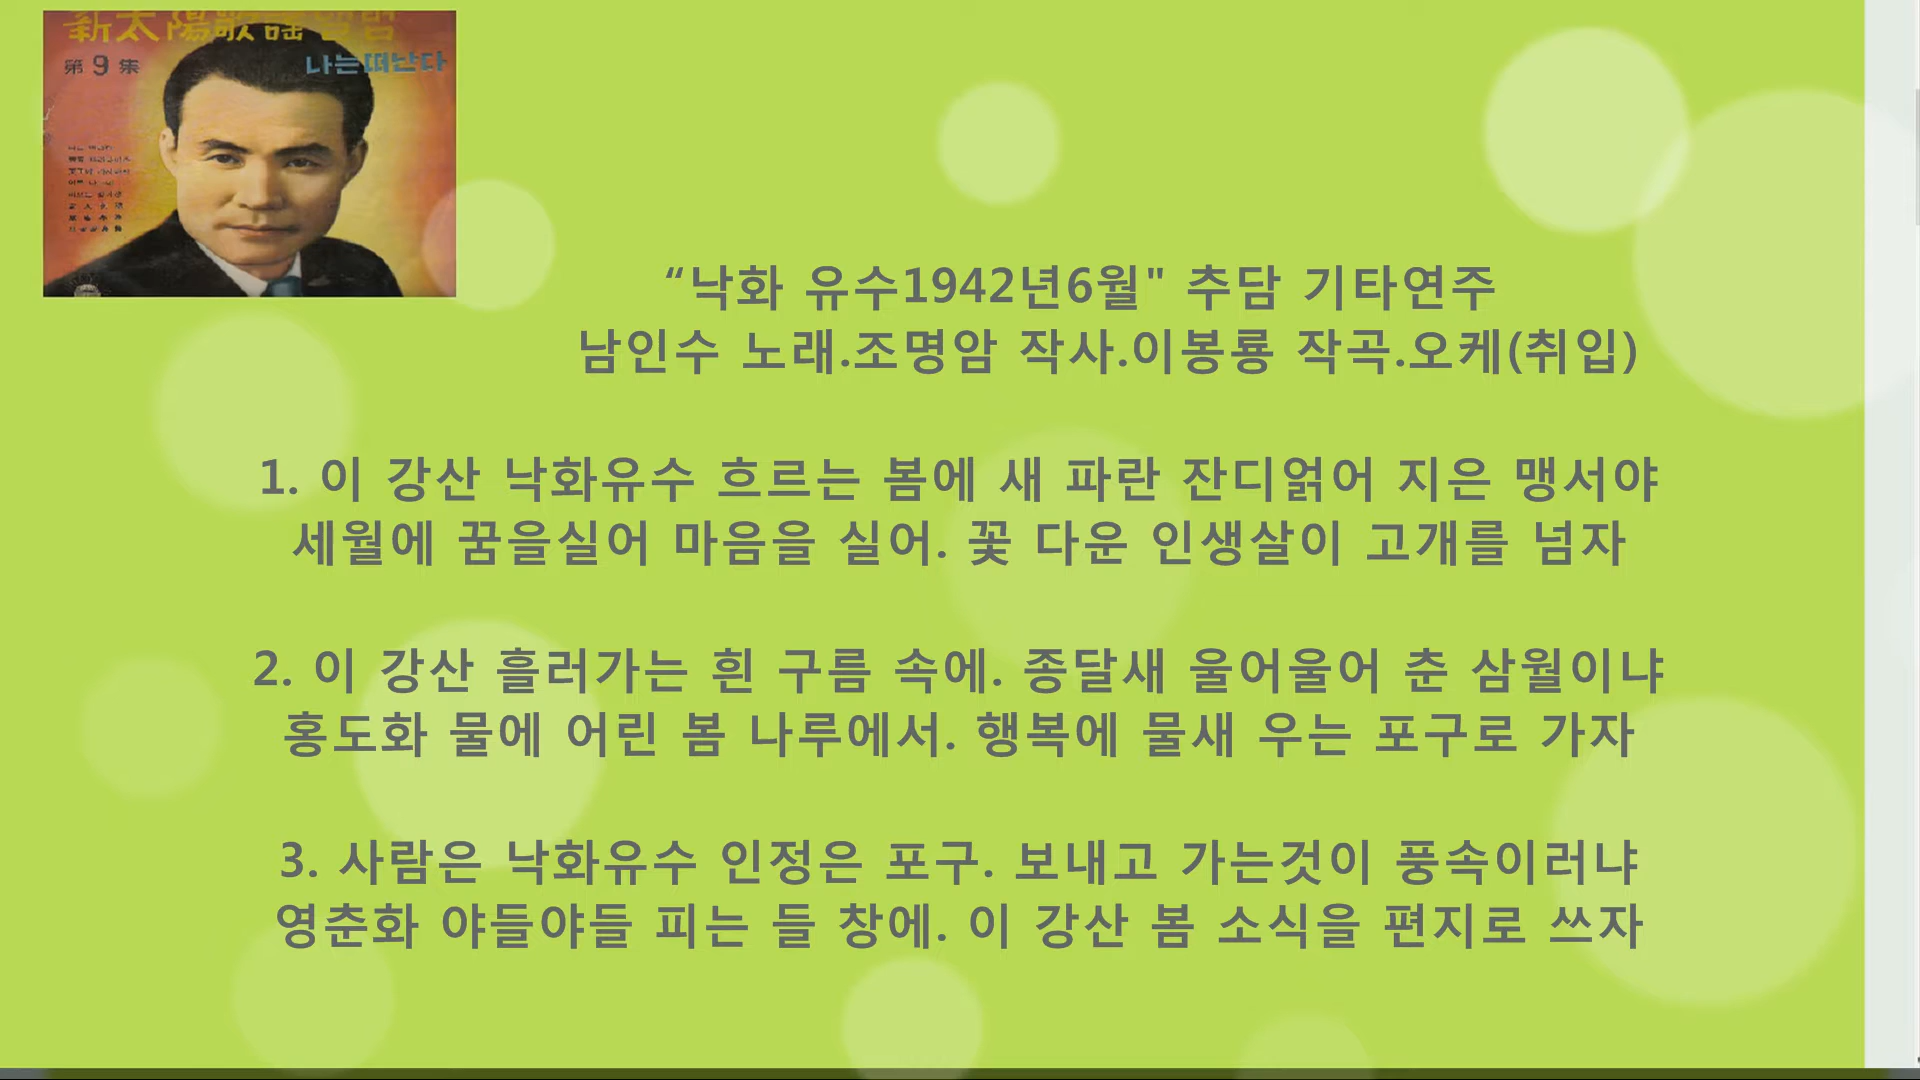 新太陽歌謠앨범
第9集
나는떠난다
“낙화 유수1942년6월" 추담 기타연주
남인수 노래.조명암 작사.이봉룡 작곡.오케(취입)
1. 이 강산 낙화유수 흐르는 봄에 새 파란 잔디얽어 지은 맹서야
세월에 꿈을실어 마음을 실어. 꽃 다운 인생살이 고개를 넘자
2. 이 강산 흘러가는 흰 구름 속에. 종달새 울어울어 춘 삼월이냐
홍도화 물에 어린 봄 나루에서. 행복에 물새 우는 포구로 가자
3. 사람은 낙화유수 인정은 포구. 보내고 가는것이 풍속이러냐
영춘화 야들야들 피는 들 창에. 이 강산 봄 소식을 편지로 쓰자